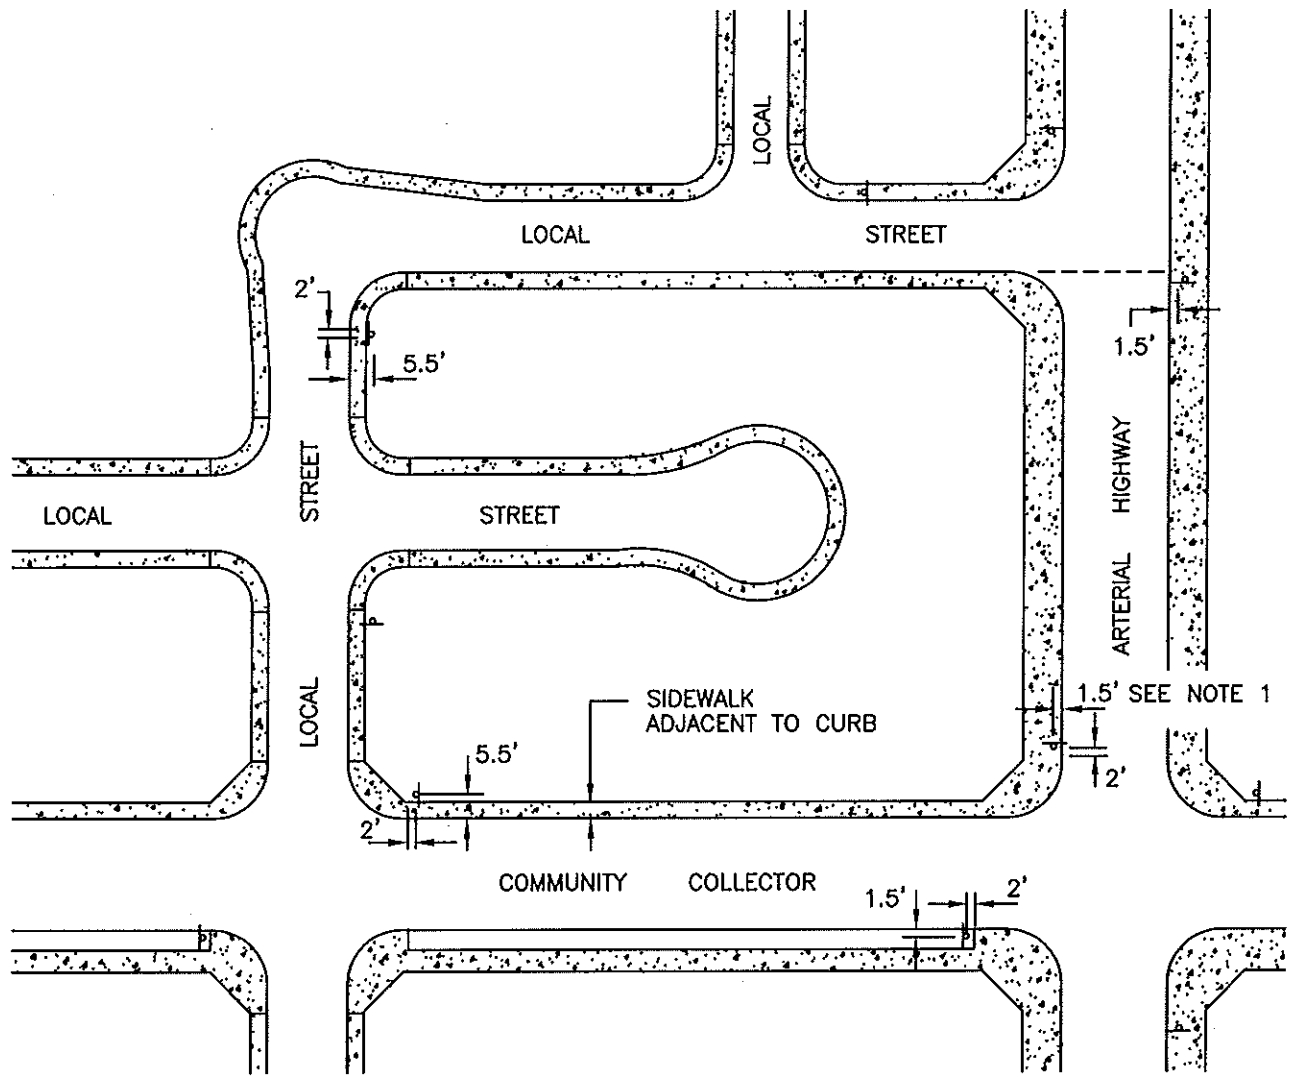 LOCAL
LOCAL STREET
2'
5.5'
1.5'
STREET
LOCAL STREET
ARTERIAL HIGHWAY
LOCAL
SIDEWALK
ADJACENT TO CURB
1.5' SEE NOTE 1
2'
5.5'
2'
COMMUNITY COLLECTOR
1.5'
2'